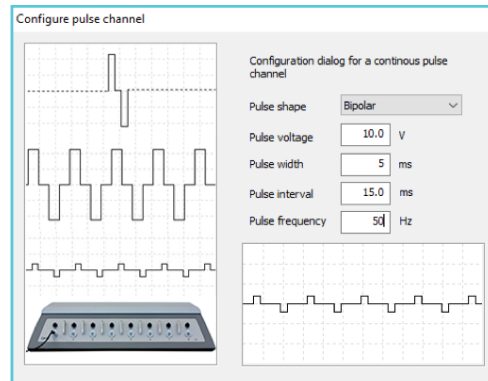 Configure pulse channel
Configuration dialog for a continous pulse
channel
Pulse shape Bipolar
Pulse voltage 10.0 V
Pulse width 5 ms
Pulse interval 15.0 ms
Pulse frequency 50 Hz